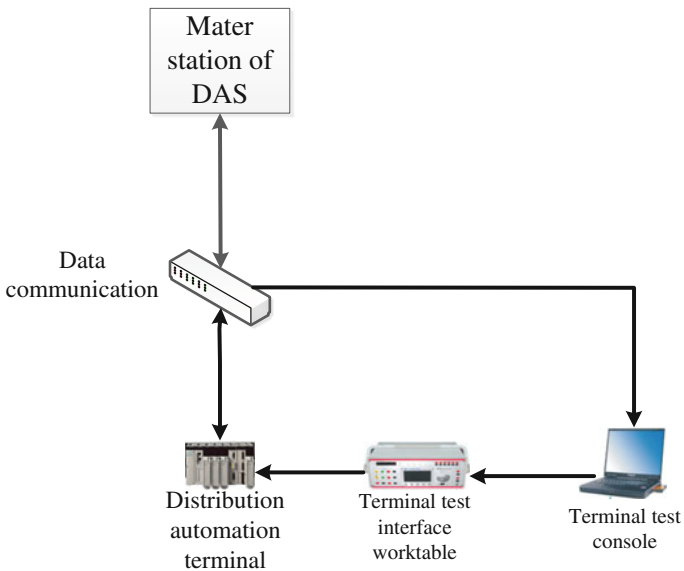 Mater
station of
DAS
Data
communication
Distribution
automation
terminal
Terminal test
interface
worktable
Terminal test
console